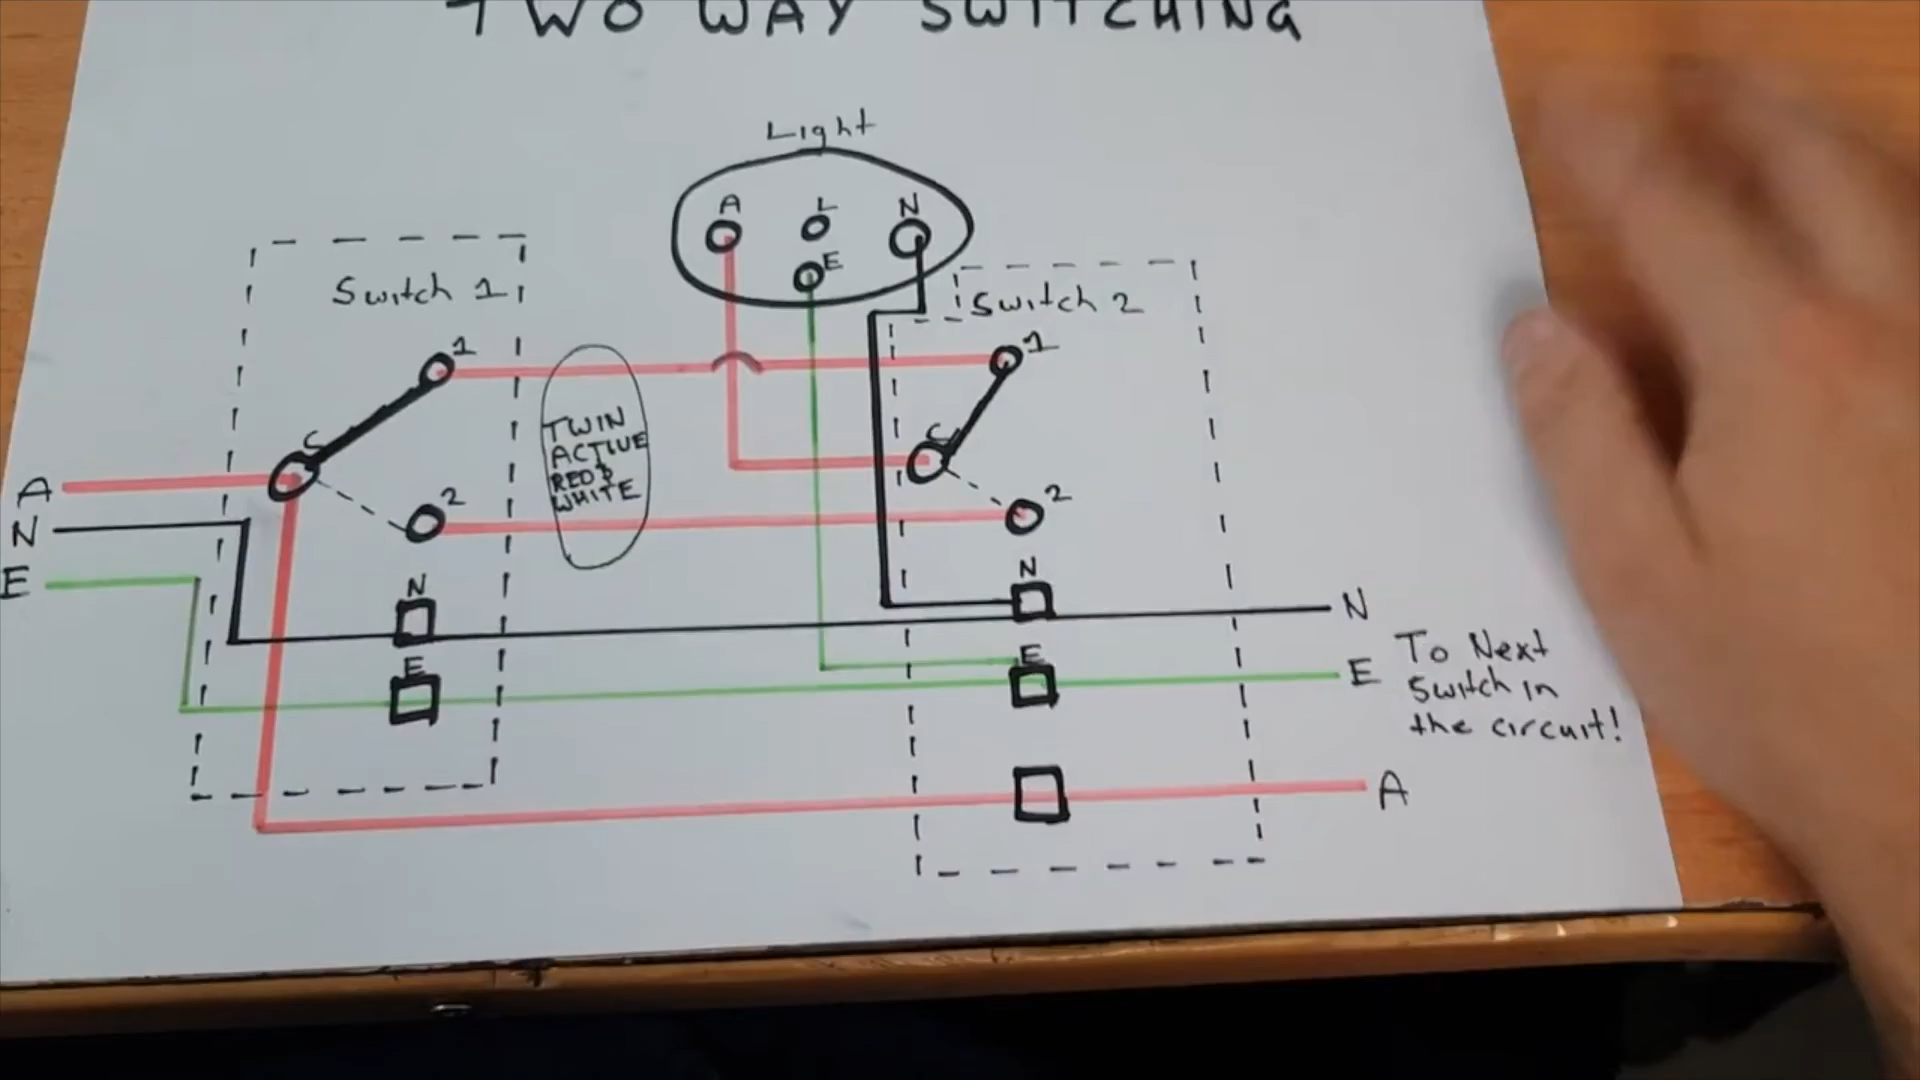 TWO WAY SWITCHING
Light
A L N
E
Switch 1
Switch 2
1
1
C
C
TWIN
ACTIVE
RED &
WHITE
2
2
A
N
E
N
N
E
E
N
E
A
To Next
Switch in
the circuit!